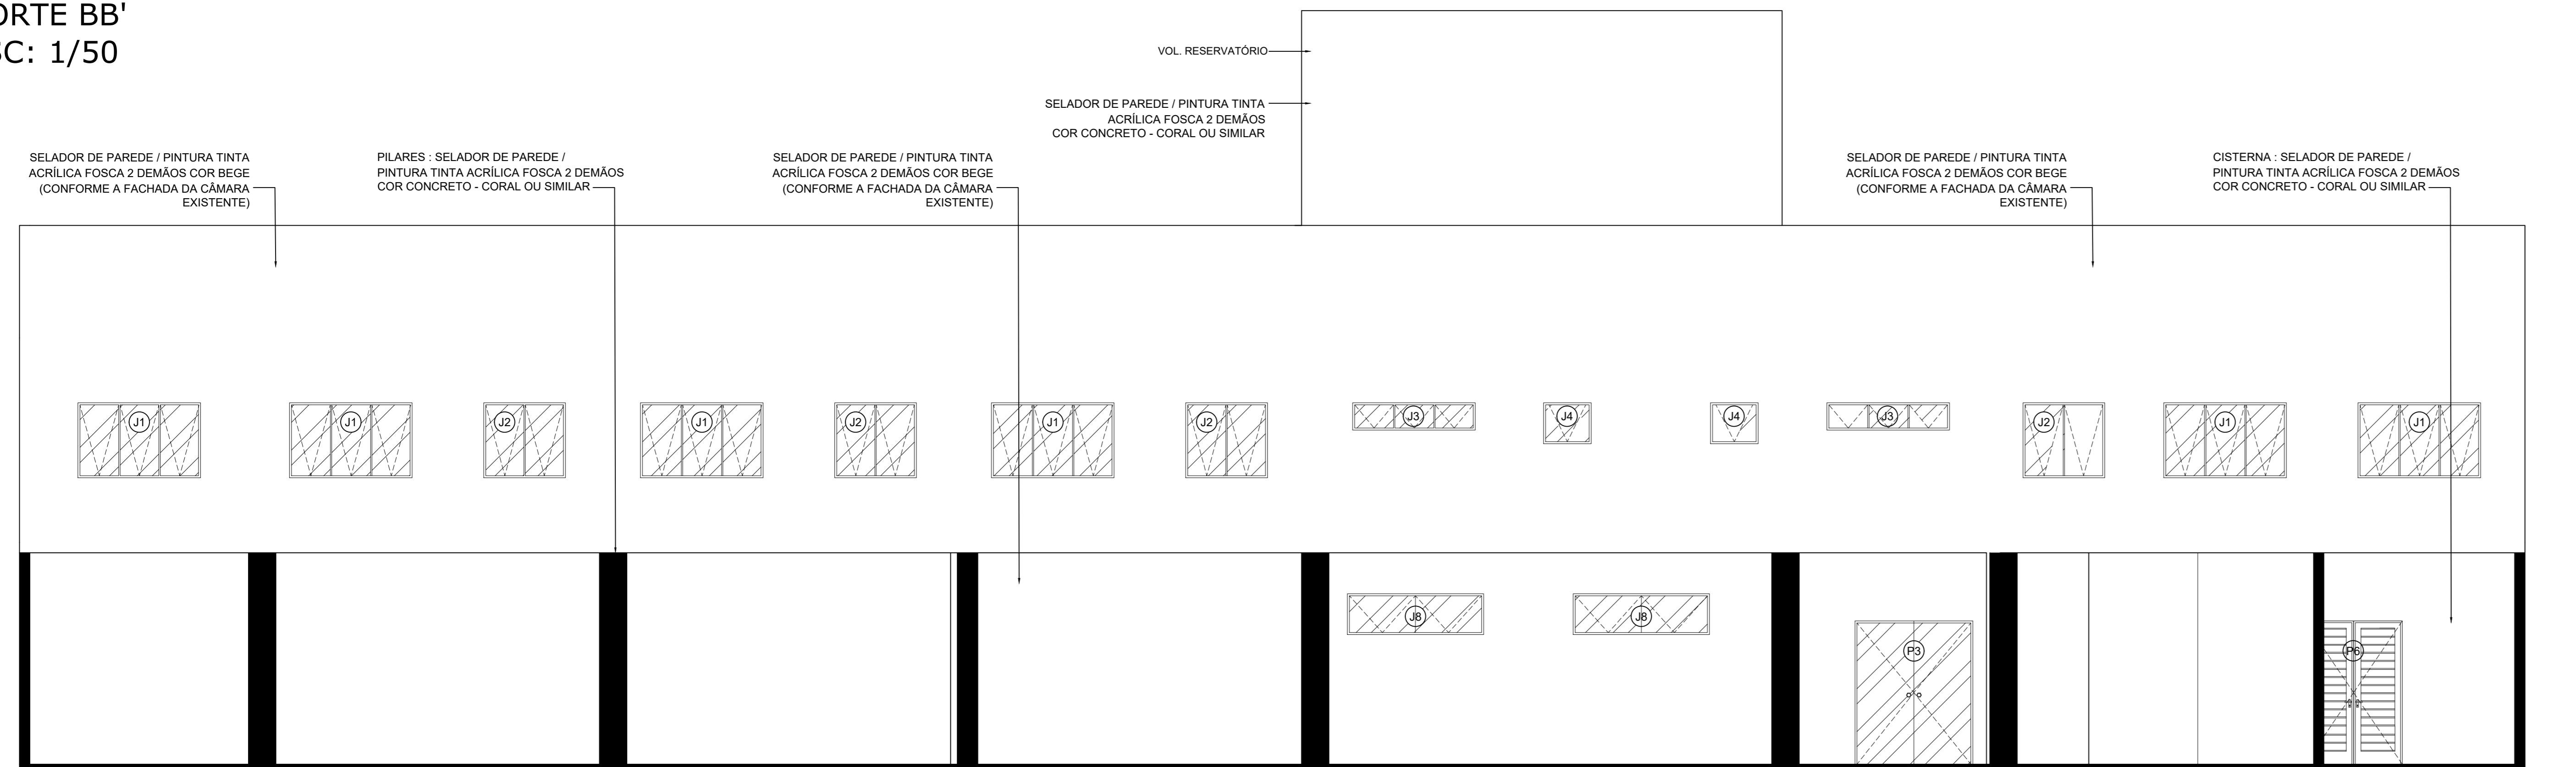 ORTE BB'
SC: 1/50
VOL. RESERVATÓRIO
SELADOR DE PAREDE / PINTURA TINTA
ACRÍLICA FOSCA 2 DEMÃOS
COR CONCRETO - CORAL OU SIMILAR
SELADOR DE PAREDE / PINTURA TINTA
ACRÍLICA FOSCA 2 DEMÃOS COR BEGE
(CONFORME A FACHADA DA CÂMARA
EXISTENTE)
PILARES : SELADOR DE PAREDE /
PINTURA TINTA ACRÍLICA FOSCA 2 DEMÃOS
COR CONCRETO - CORAL OU SIMILAR
SELADOR DE PAREDE / PINTURA TINTA
ACRÍLICA FOSCA 2 DEMÃOS COR BEGE
(CONFORME A FACHADA DA CÂMARA
EXISTENTE)
SELADOR DE PAREDE / PINTURA TINTA
ACRÍLICA FOSCA 2 DEMÃOS COR BEGE
(CONFORME A FACHADA DA CÂMARA
EXISTENTE)
CISTERNA : SELADOR DE PAREDE /
PINTURA TINTA ACRÍLICA FOSCA 2 DEMÃOS
COR CONCRETO - CORAL OU SIMILAR
J1
J1
J2
J1
J2
J1
J2
J3
J4
J4
J3
J2
J1
J1
J8
J8
P3
P6